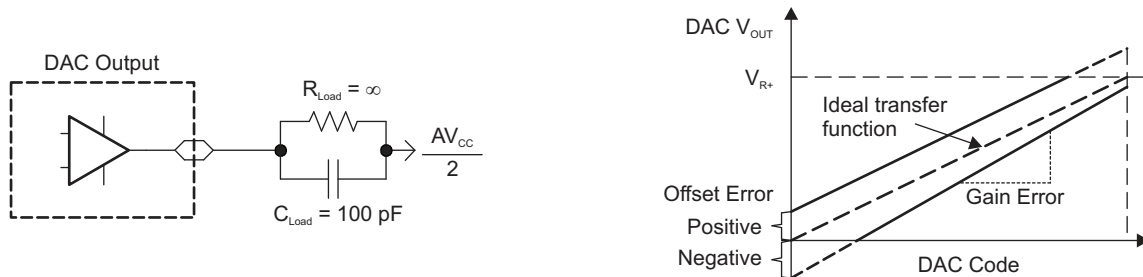 DAC Output
R_Load = ∞
C_Load = 100 pF
AV_CC
2
DAC V_OUT
V_R+
Ideal transfer
function
Offset Error
Positive
Negative
Gain Error
DAC Code